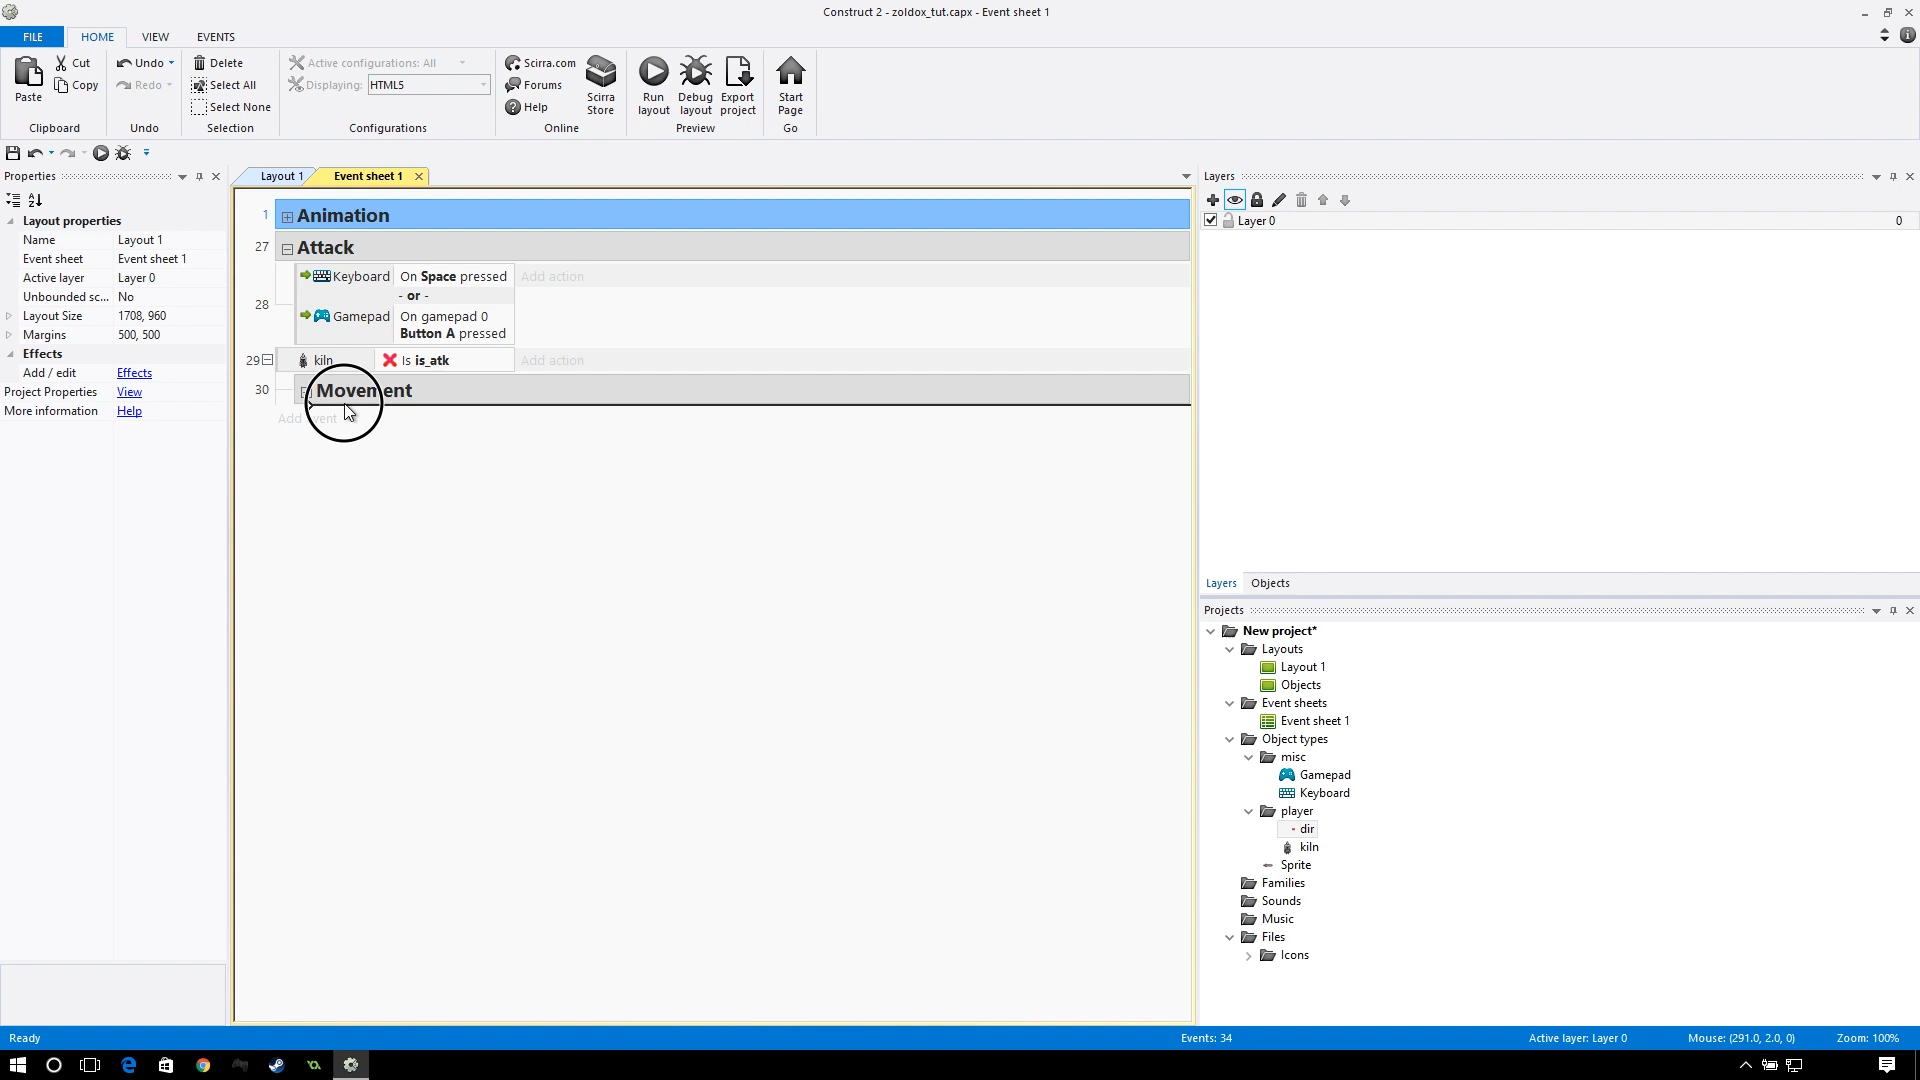 Construct 2 - zoldox_tut.capx - Event sheet 1
FILE HOME VIEW EVENTS
Paste Cut Copy
Clipboard
Undo Redo
Undo
Delete
Select All
Select None
Selection
Active configurations: All
Displaying: HTML5
Configurations
Scirra.com
Forums
Help
Scirra Store
Online
Run layout Debug layout Export project
Preview
Start Page
Go
Properties
Layout properties
Name Layout 1
Event sheet Event sheet 1
Active layer Layer 0
Unbounded sc... No
Layout Size 1708, 960
Margins 500, 500
Effects
Add / edit Effects
Project Properties View
More information Help
Layout 1 Event sheet 1
1 Animation
27 Attack
Keyboard On Space pressed Add action
- or -
28
Gamepad On gamepad 0
Button A pressed
29 kiln Is is_atk Add action
30 Movement
Add event
Layers
Layer 0 0
Layers Objects
Projects
New project*
Layouts
Layout 1
Objects
Event sheets
Event sheet 1
Object types
misc
Gamepad
Keyboard
player
dir
kiln
Sprite
Families
Sounds
Music
Files
Icons
Ready Events: 34 Active layer: Layer 0 Mouse: (291.0, 2.0, 0) Zoom: 100%